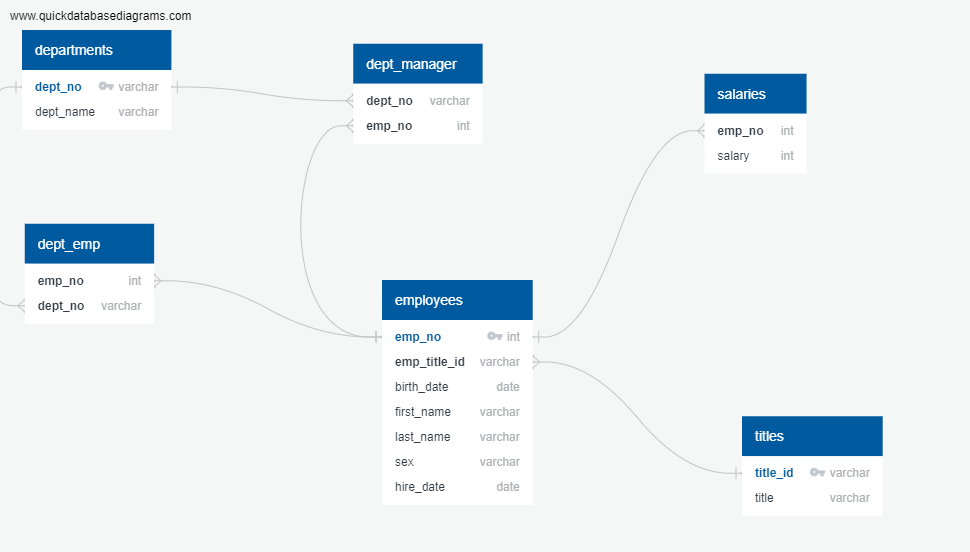 www.quickdatabasediagrams.com
departments
dept_no varchar
dept_name varchar
dept_manager
dept_no varchar
emp_no int
salaries
emp_no int
salary int
dept_emp
emp_no int
dept_no varchar
employees
emp_no int
emp_title_id varchar
birth_date date
first_name varchar
last_name varchar
sex varchar
hire_date date
titles
title_id varchar
title varchar